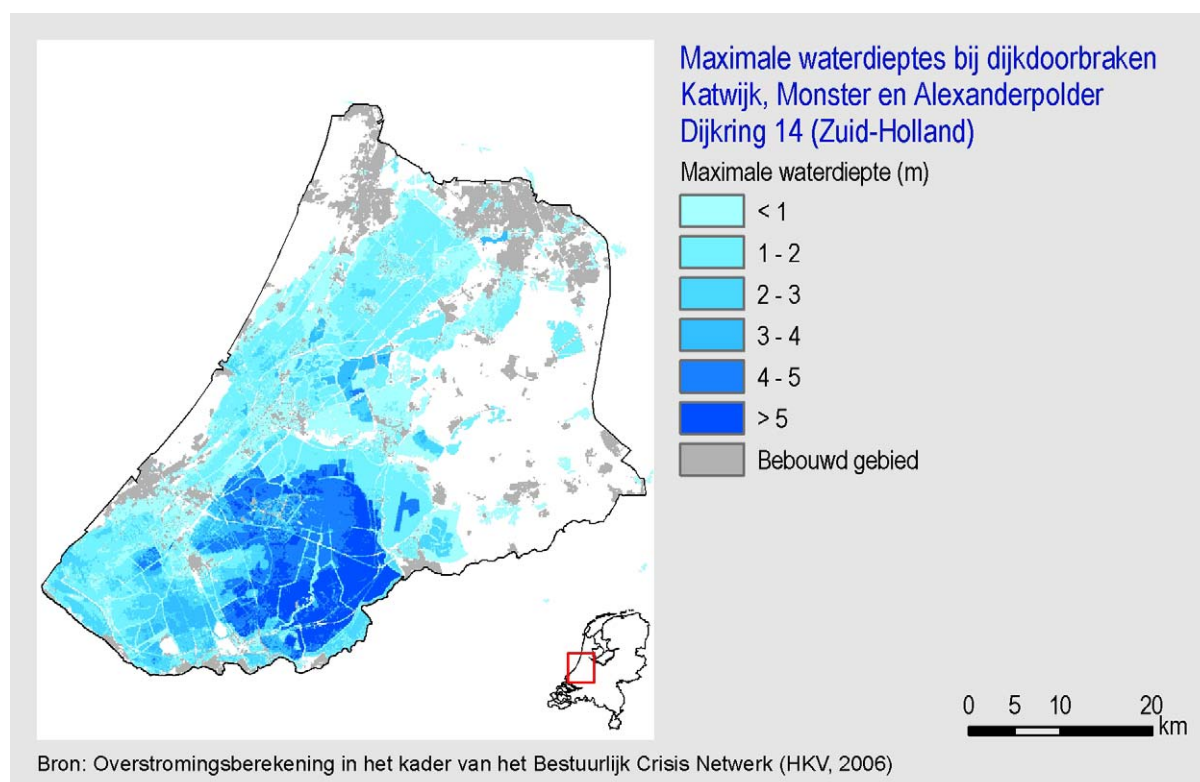 Maximale waterdieptes bij dijkdoorbraken
Katwijk, Monster en Alexanderpolder
Dijkring 14 (Zuid-Holland)
Maximale waterdiepte (m)
< 1
1 - 2
2 - 3
3 - 4
4 - 5
> 5
Bebouwd gebied
0 5 10 20
km
Bron: Overstromingsberekening in het kader van het Bestuurlijk Crisis Netwerk (HKV, 2006)